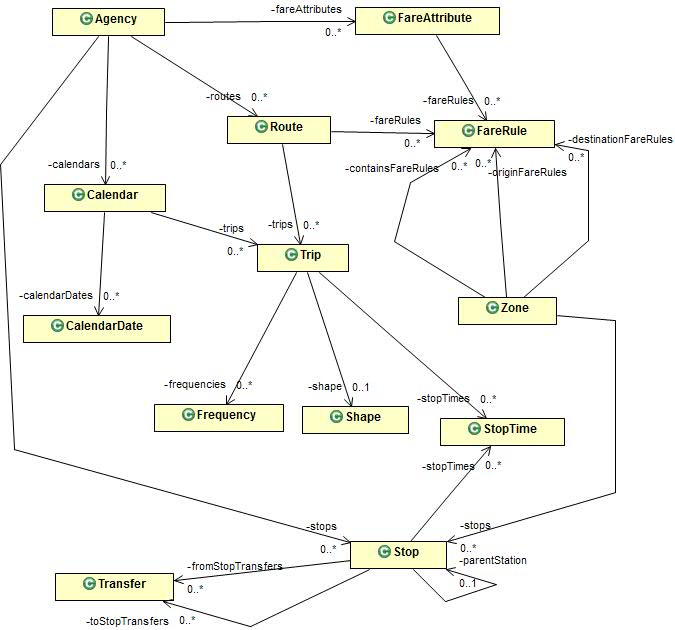 Agency
-fareAttributes
0..*
FareAttribute
-routes 0..*
-fareRules 0..*
Route
-fareRules
0..*
FareRule
-destinationFareRules
0..*
-containsFareRules 0..*
0..*
-originFareRules
-calendars 0..*
Calendar
-trips
0..*
-trips 0..*
Trip
-calendarDates 0..*
CalendarDate
Zone
-frequencies 0..*
Frequency
-shape 0..1
Shape
-stopTimes 0..*
StopTime
-stopTimes 0..*
-stops
0..*
-stops
0..*
Stop
-parentStation
0..1
-fromStopTransfers
0..*
Transfer
-toStopTransfers 0..*